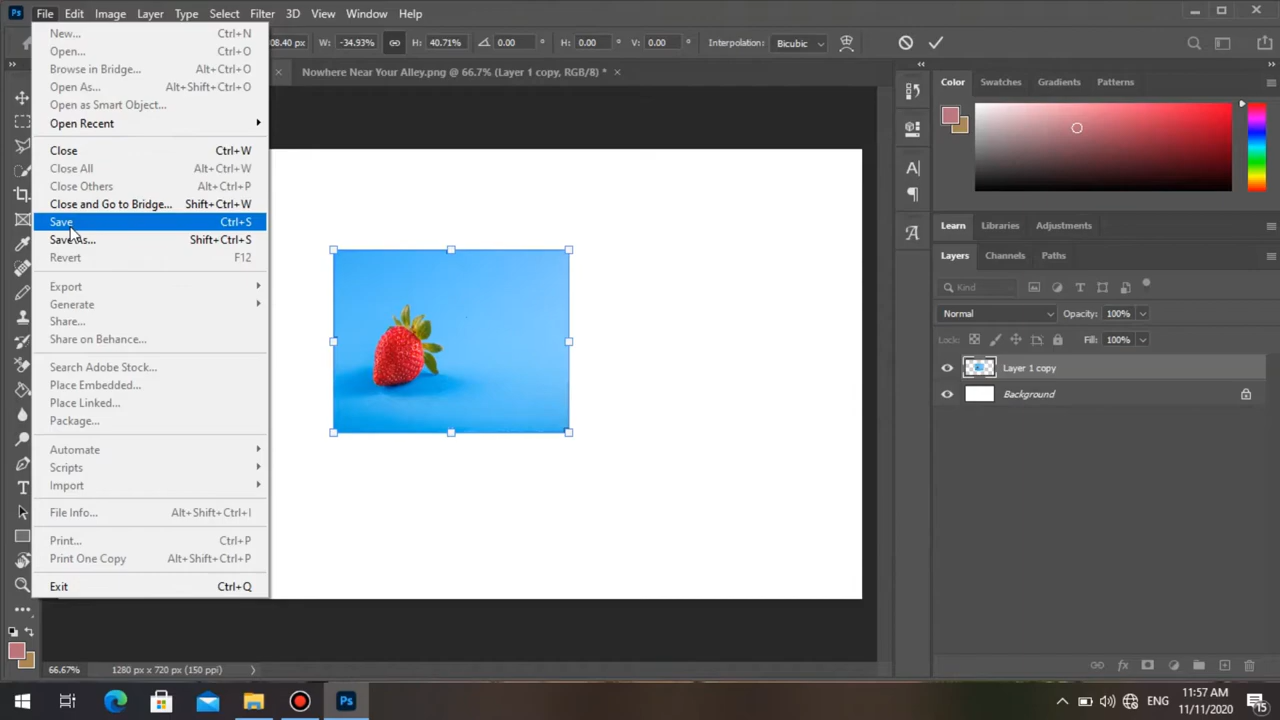 Ps File Edit Image Layer Type Select Filter 3D View Window Help
New... Ctrl+N
Open... Ctrl+O
Browse in Bridge... Alt+Ctrl+O
Open As... Alt+Shift+Ctrl+O
Open as Smart Object...
Open Recent
Close Ctrl+W
Close All Alt+Ctrl+W
Close Others Alt+Ctrl+P
Close and Go to Bridge... Shift+Ctrl+W
Save Ctrl+S
Save As... Shift+Ctrl+S
Revert F12
Export
Generate
Share...
Share on Behance...
Search Adobe Stock...
Place Embedded...
Place Linked...
Package...
Automate
Scripts
Import
File Info... Alt+Shift+Ctrl+I
Print... Ctrl+P
Print One Copy Alt+Shift+Ctrl+P
Exit Ctrl+Q
08.40 px W: -34.93% H: 40.71% 0.00 ° H: 0.00 ° V: 0.00 ° Interpolation: Bicubic
Nowhere Near Your Alley.png @ 66.7% (Layer 1 copy, RGB/8) *
Color Swatches Gradients Patterns
Learn Libraries Adjustments
Layers Channels Paths
Kind
Normal Opacity: 100%
Lock: Fill: 100%
Layer 1 copy
Background
66.67% 1280 px x 720 px (150 ppi)
Ps
ENG
11:57 AM
11/11/2020
15